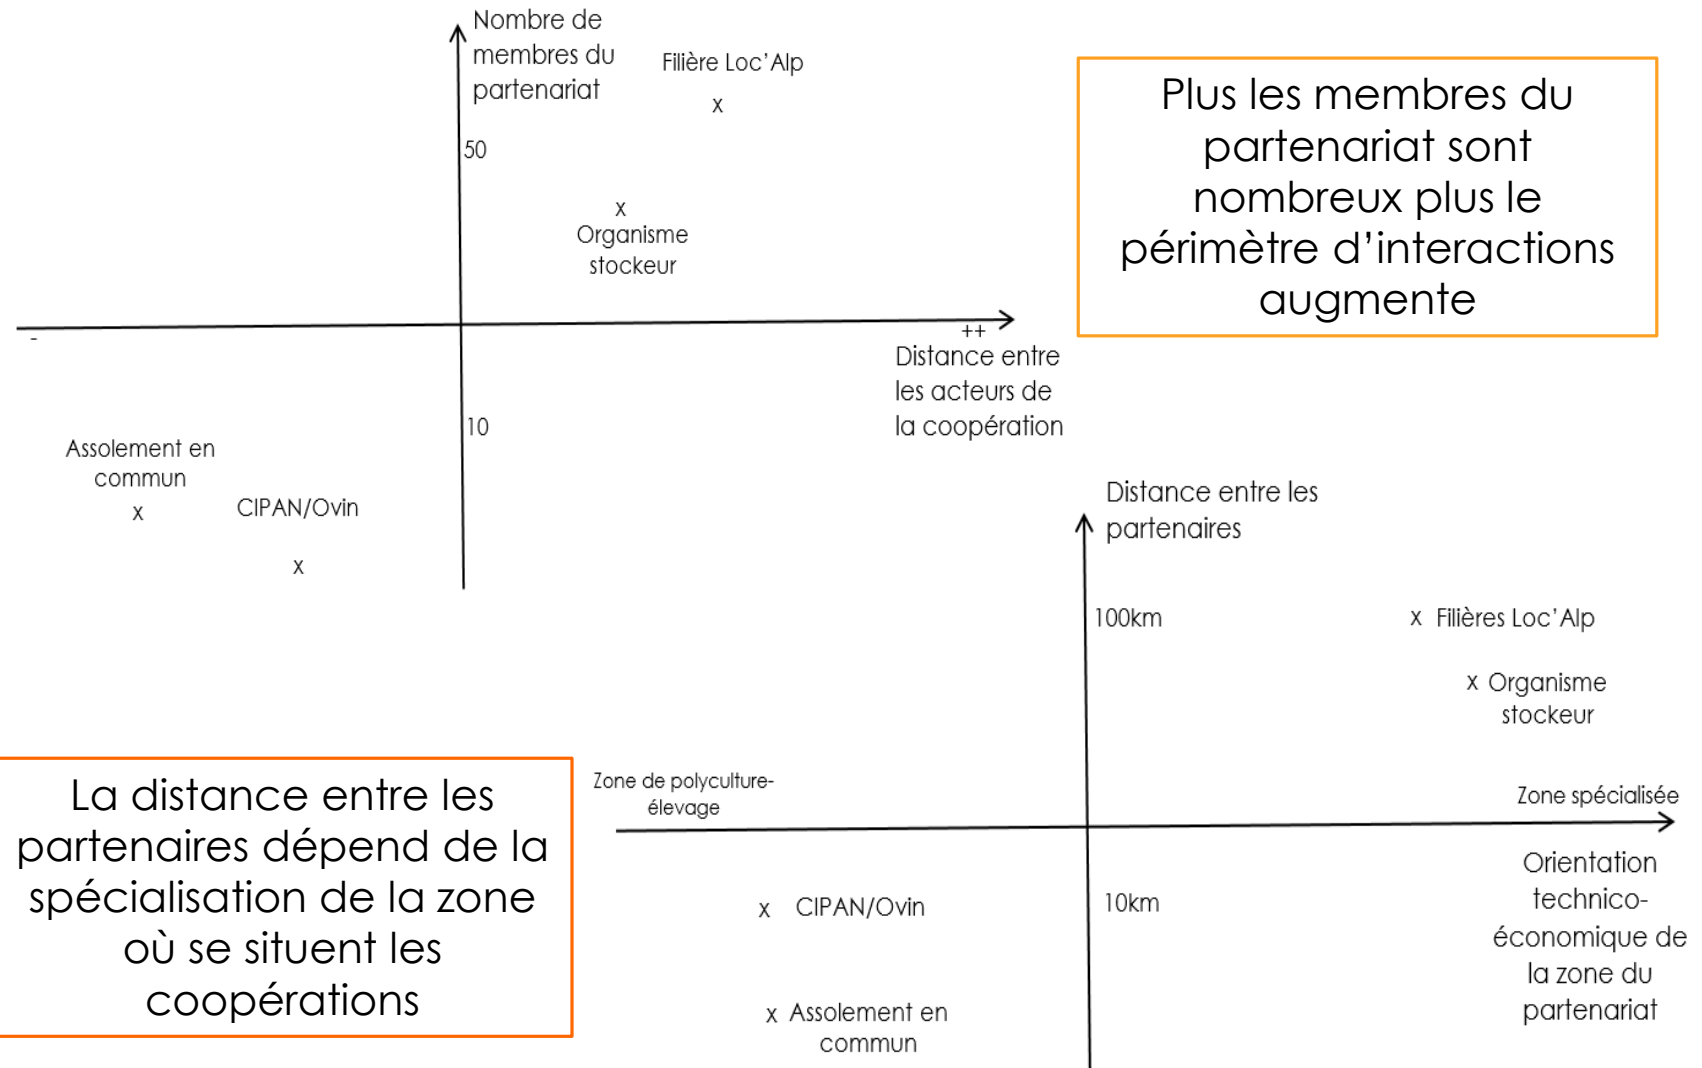 Nombre de
membres du
partenariat
Filière Loc'Alp
x
50
x
Organisme
stockeur
-
++
Distance entre
les acteurs de
la coopération
10
Assolement en
commun
x
CIPAN/Ovin
x
Plus les membres du
partenariat sont
nombreux plus le
périmètre d'interactions
augmente
Distance entre les
partenaires
100km
x Filières Loc'Alp
x Organisme
stockeur
Zone de polyculture-
élevage
Zone spécialisée
Orientation
technico-
économique de
la zone du
partenariat
x CIPAN/Ovin
10km
x Assolement en
commun
La distance entre les
partenaires dépend de la
spécialisation de la zone
où se situent les
coopérations